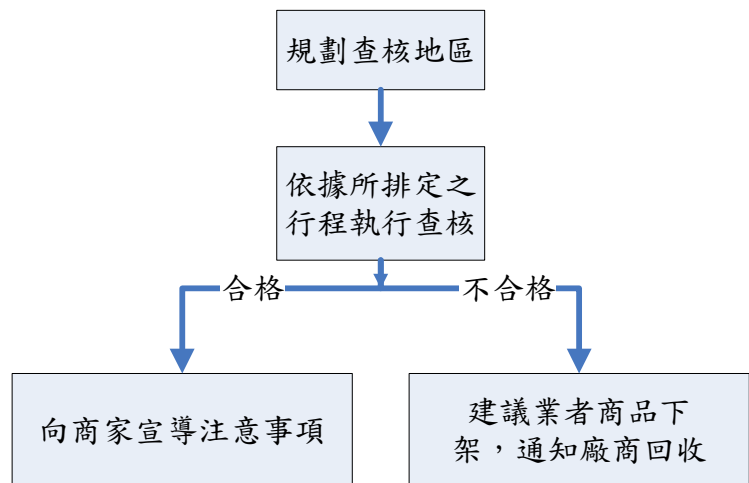 規劃查核地區
依據所排定之
行程執行查核
合格
不合格
向商家宣導注意事項
建議業者商品下
架，通知廠商回收